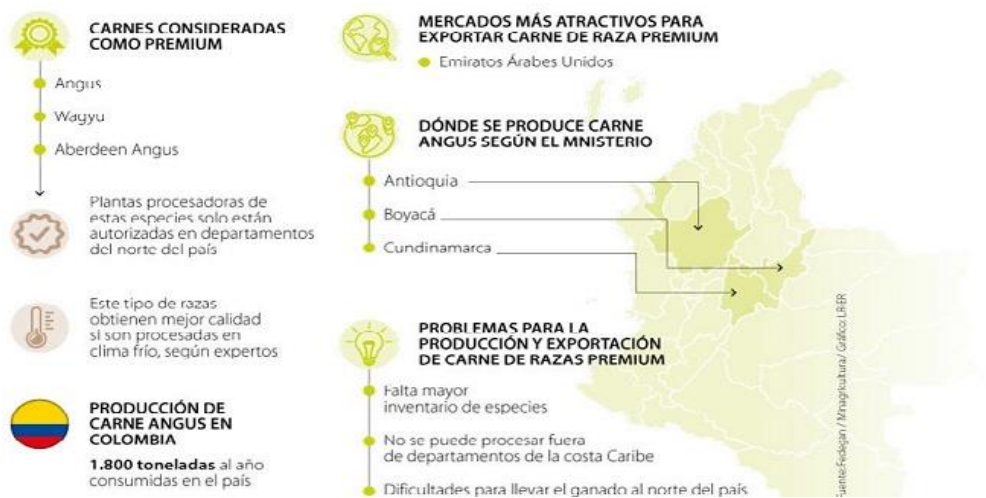 CARNES CONSIDERADAS
COMO PREMIUM
Angus
Wagyu
Aberdeen Angus
Plantas procesadoras de
estas especies solo están
autorizadas en departamentos
del norte del país
Este tipo de razas
obtienen mejor calidad
si son procesadas en
clima frío, según expertos
PRODUCCIÓN DE
CARNE ANGUS EN
COLOMBIA
1.800 toneladas al año
consumidas en el país
MERCADOS MÁS ATRACTIVOS PARA
EXPORTAR CARNE DE RAZA PREMIUM
Emiratos Árabes Unidos
DÓNDE SE PRODUCE CARNE
ANGUS SEGÚN EL MNISTERIO
Antioquia
Boyacá
Cundinamarca
PROBLEMAS PARA LA
PRODUCCIÓN Y EXPORTACIÓN
DE CARNE DE RAZAS PREMIUM
Falta mayor
inventario de especies
No se puede procesar fuera
de departamentos de la costa Caribe
Dificultades para llevar el ganado al norte del país
Fuente: Fedegan / Minagricultura / Gráfico: LR-ER